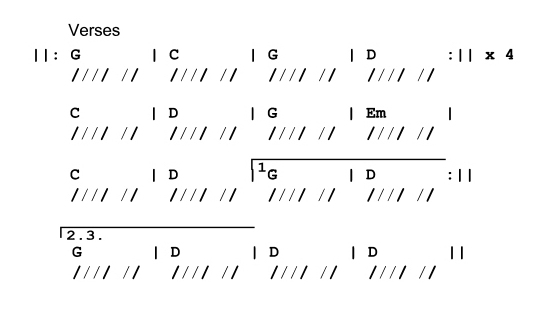 Verses
||: G | C | G | D :|| x 4
//// // //// // //// // //// //
C | D | G | Em |
//// // //// // //// // //// //
C | D |1G | D :||
//// // //// // //// // //// //
2.3.
G | D | D | D ||
//// // //// // //// // //// //